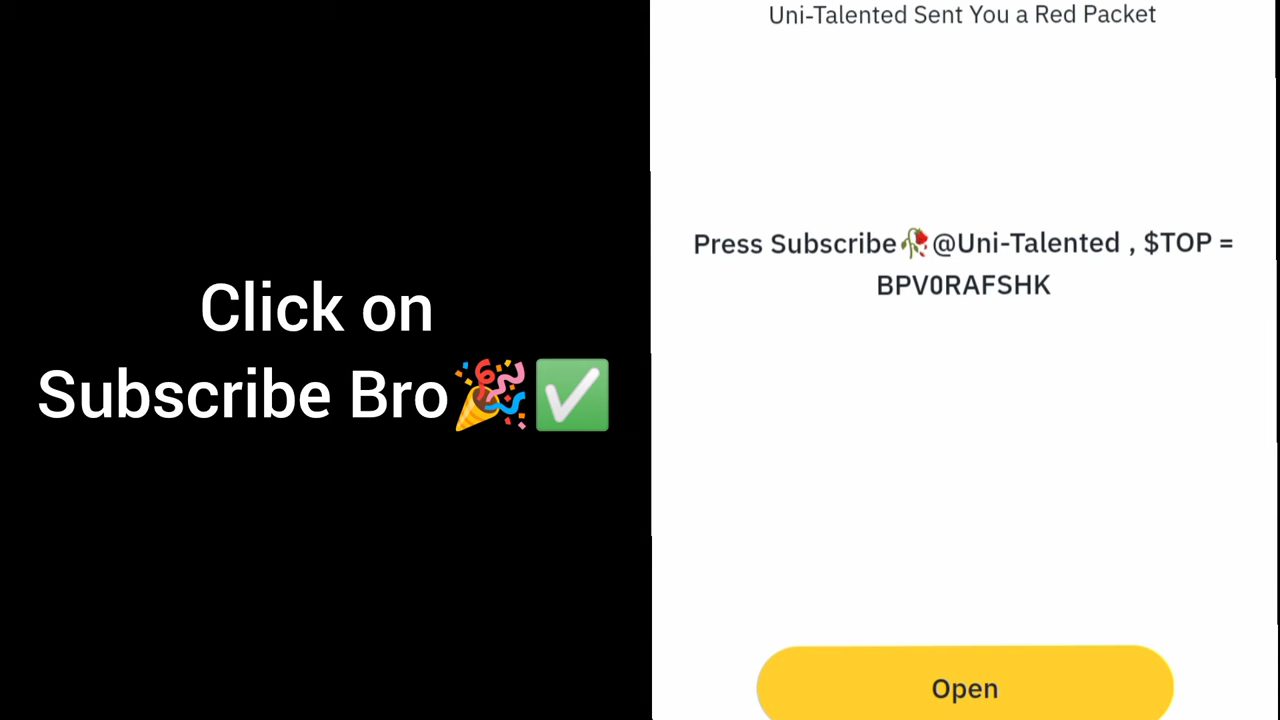 Click on
Subscribe Bro🎉✅
Uni-Talented Sent You a Red Packet
Press Subscribe🥀@Uni-Talented , $TOP =
BPV0RAFSHK
Open